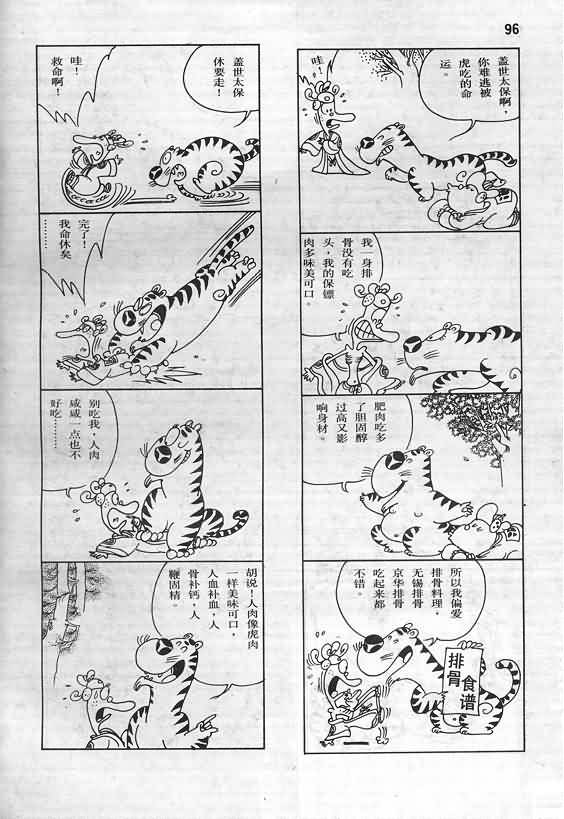 96
盖世太保啊，
你难逃被
虎吃的命
运。
哇！
我一身排
骨没有吃
头，我的保镖
肉多味美可口。
肥肉吃多
了胆固醇
过高又影
响身材。
所以我偏爱
排骨料理，
无锡排骨
京华排骨
吃起来都
不错。
排骨
食谱
盖世太保
休要走！
哇！
救命啊！
完了！
我命休矣
………
别吃我，人肉
咸咸一点也不
好吃………
胡说！人肉像虎肉
一样美味可口，
人血补血，人
骨补钙，人
鞭固精。